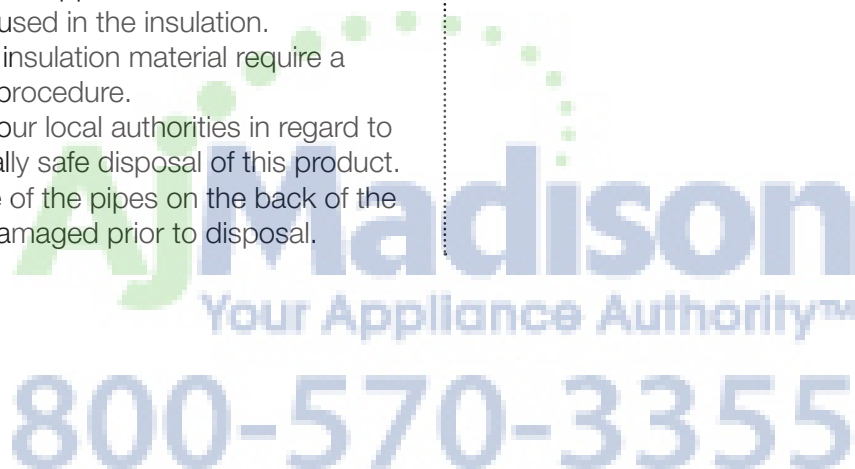 used in the insulation.
insulation material require a
procedure.
our local authorities in regard to
ally safe disposal of this product.
of the pipes on the back of the
amaged prior to disposal.
AjMadison
Your Appliance Authority™
800-570-3355